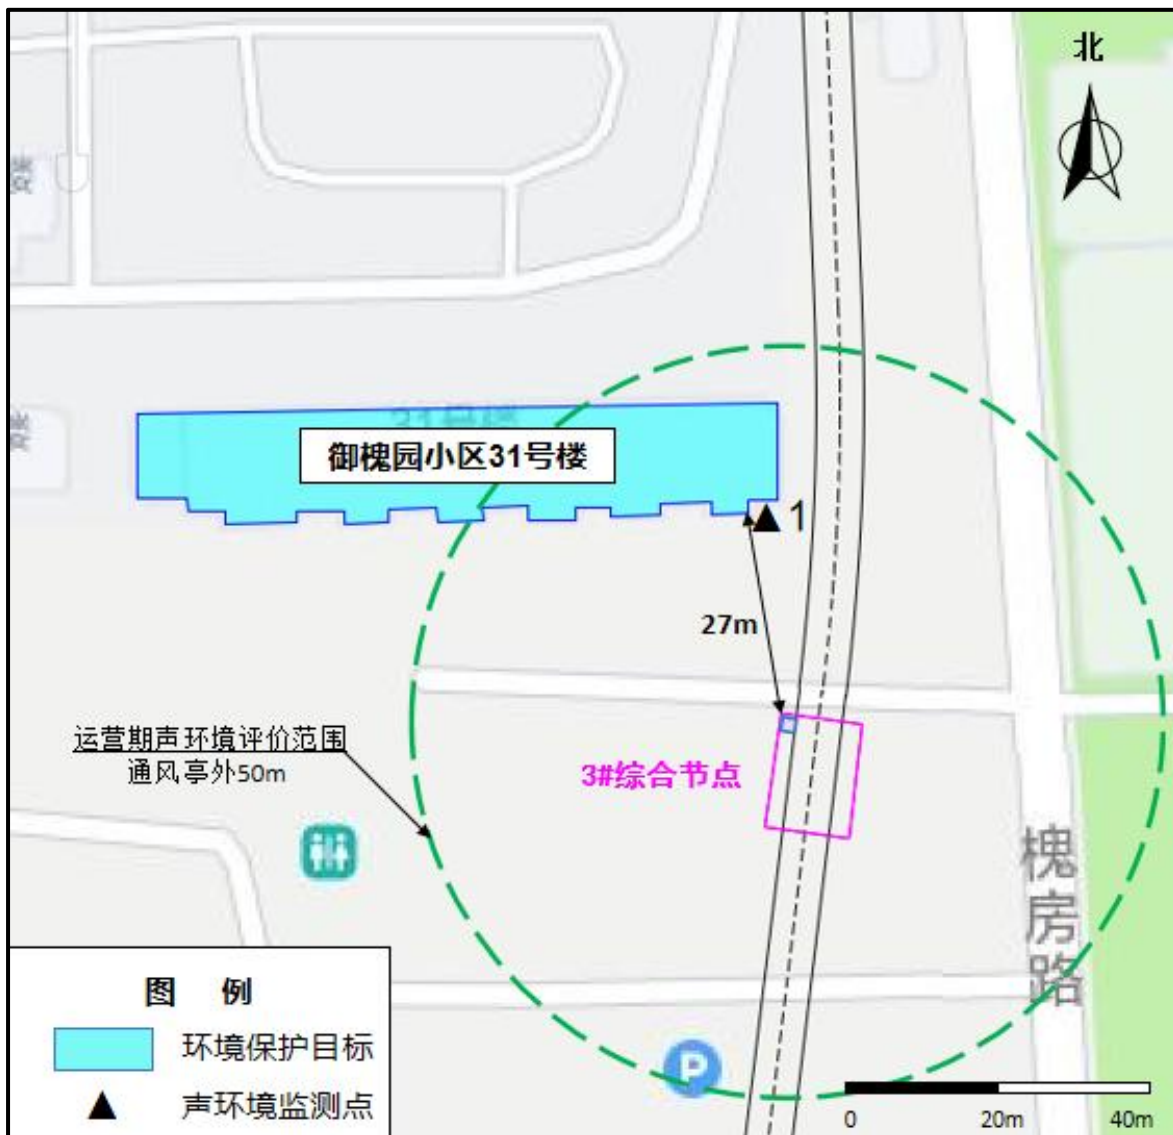 北
御槐园小区31号楼
1
27m
运营期声环境评价范围
通风亭外50m
3#综合节点
槐房路
图 例
环境保护目标
声环境监测点
P
0 20m 40m